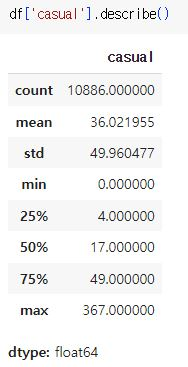 df['casual'].describe()
casual
count 10886.000000
mean 36.021955
std 49.960477
min 0.000000
25% 4.000000
50% 17.000000
75% 49.000000
max 367.000000
dtype: float64